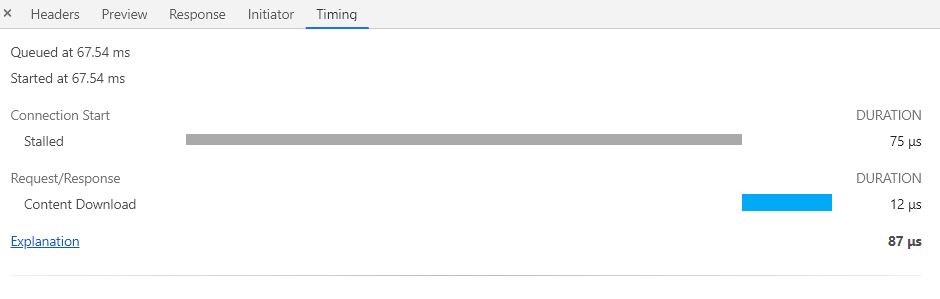 × Headers Preview Response Initiator Timing
Queued at 67.54 ms
Started at 67.54 ms
Connection Start DURATION
Stalled 75 μs
Request/Response DURATION
Content Download 12 μs
Explanation 87 μs